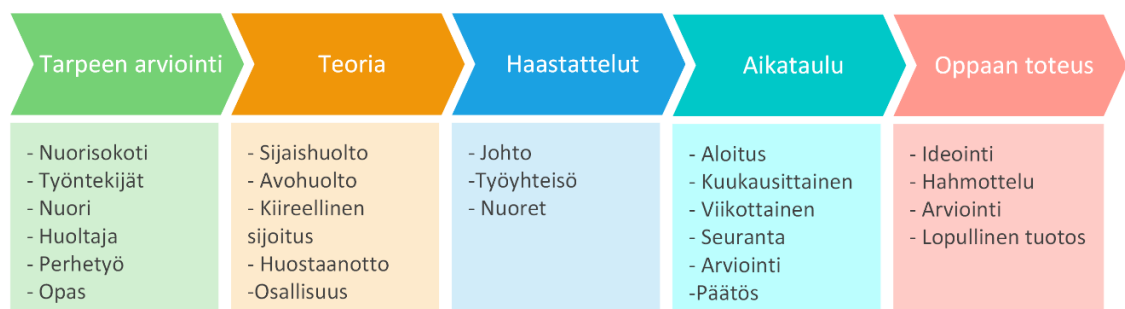 Tarpeen arviointi
- Nuorisokoti
- Työntekijät
- Nuori
- Huoltaja
- Perhetyö
- Opas
Teoria
- Sijaishuolto
- Avohuolto
- Kiireellinen
sijoitus
- Huostaanotto
-Osallisuus
Haastattelut
- Johto
-Työyhteisö
- Nuoret
Aikataulu
- Aloitus
- Kuukausittainen
- Viikottainen
- Seuranta
- Arviointi
-Päätös
Oppaan toteus
- Ideointi
- Hahmottelu
- Arviointi
- Lopullinen tuotos